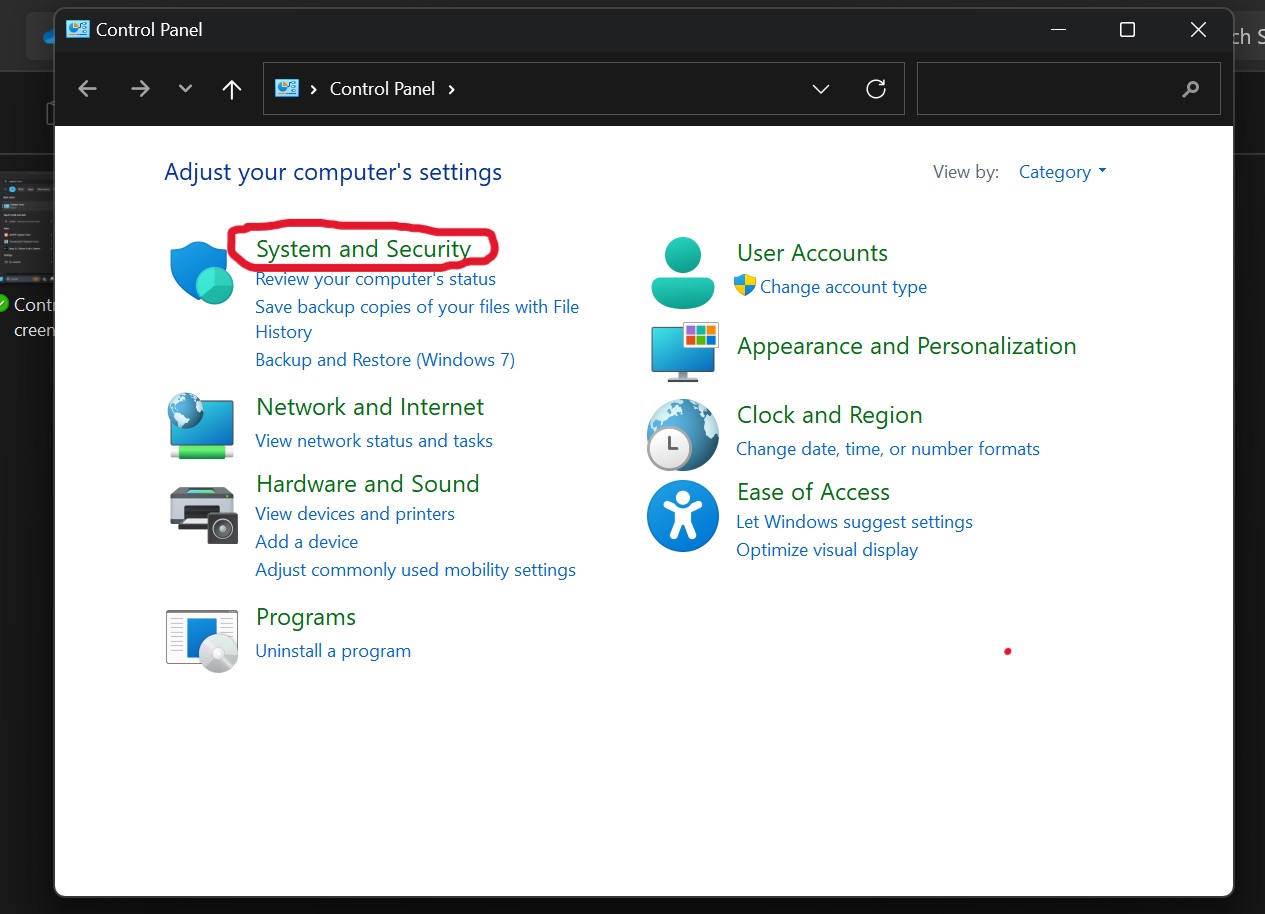 Control Panel
ch S
Control Panel
Adjust your computer's settings
View by: Category
System and Security
Review your computer's status
Save backup copies of your files with File
History
Backup and Restore (Windows 7)
Network and Internet
View network status and tasks
Hardware and Sound
View devices and printers
Add a device
Adjust commonly used mobility settings
Programs
Uninstall a program
User Accounts
Change account type
Appearance and Personalization
Clock and Region
Change date, time, or number formats
Ease of Access
Let Windows suggest settings
Optimize visual display
Contr
creen